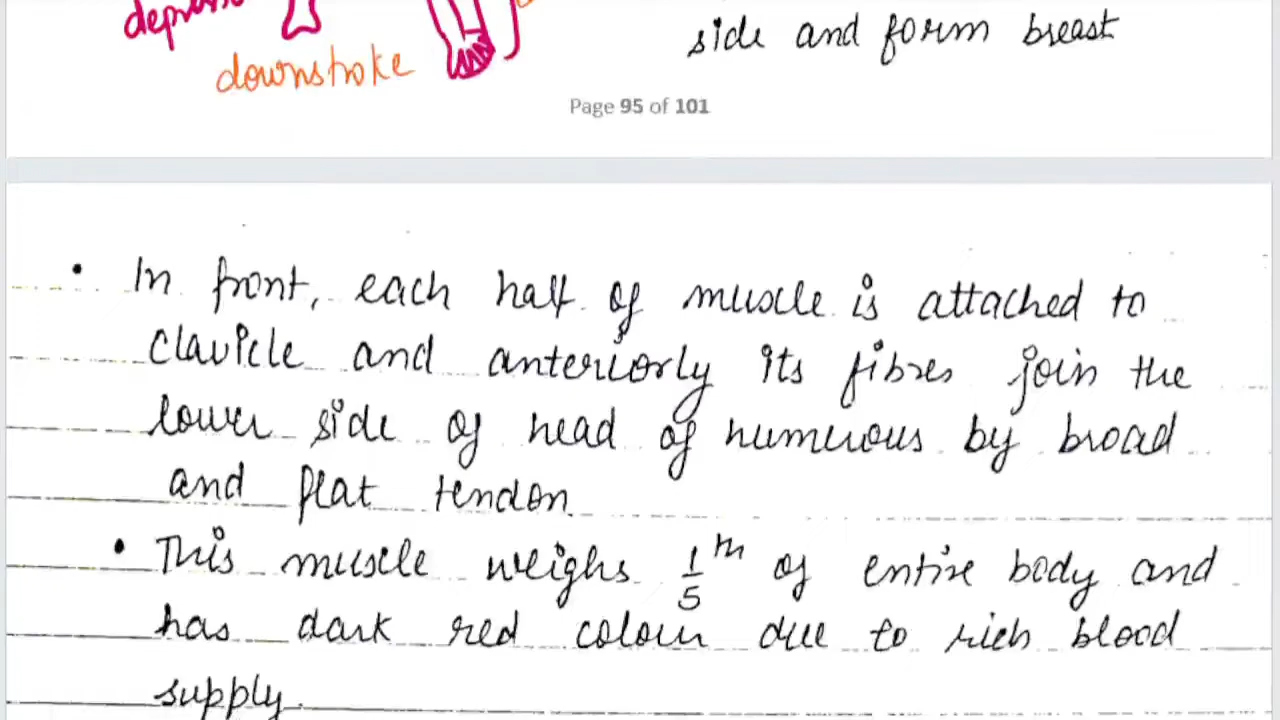 side and form breast
downstroke
Page 95 of 101
• In front, each half of muscle is attached to
clavicle and anteriorly its fibres join the
lower side of head of humerous by broad
and flat tendon
• This muscle weighs 1/5 th of entire body and
has dark red colour due to rich blood
supply.